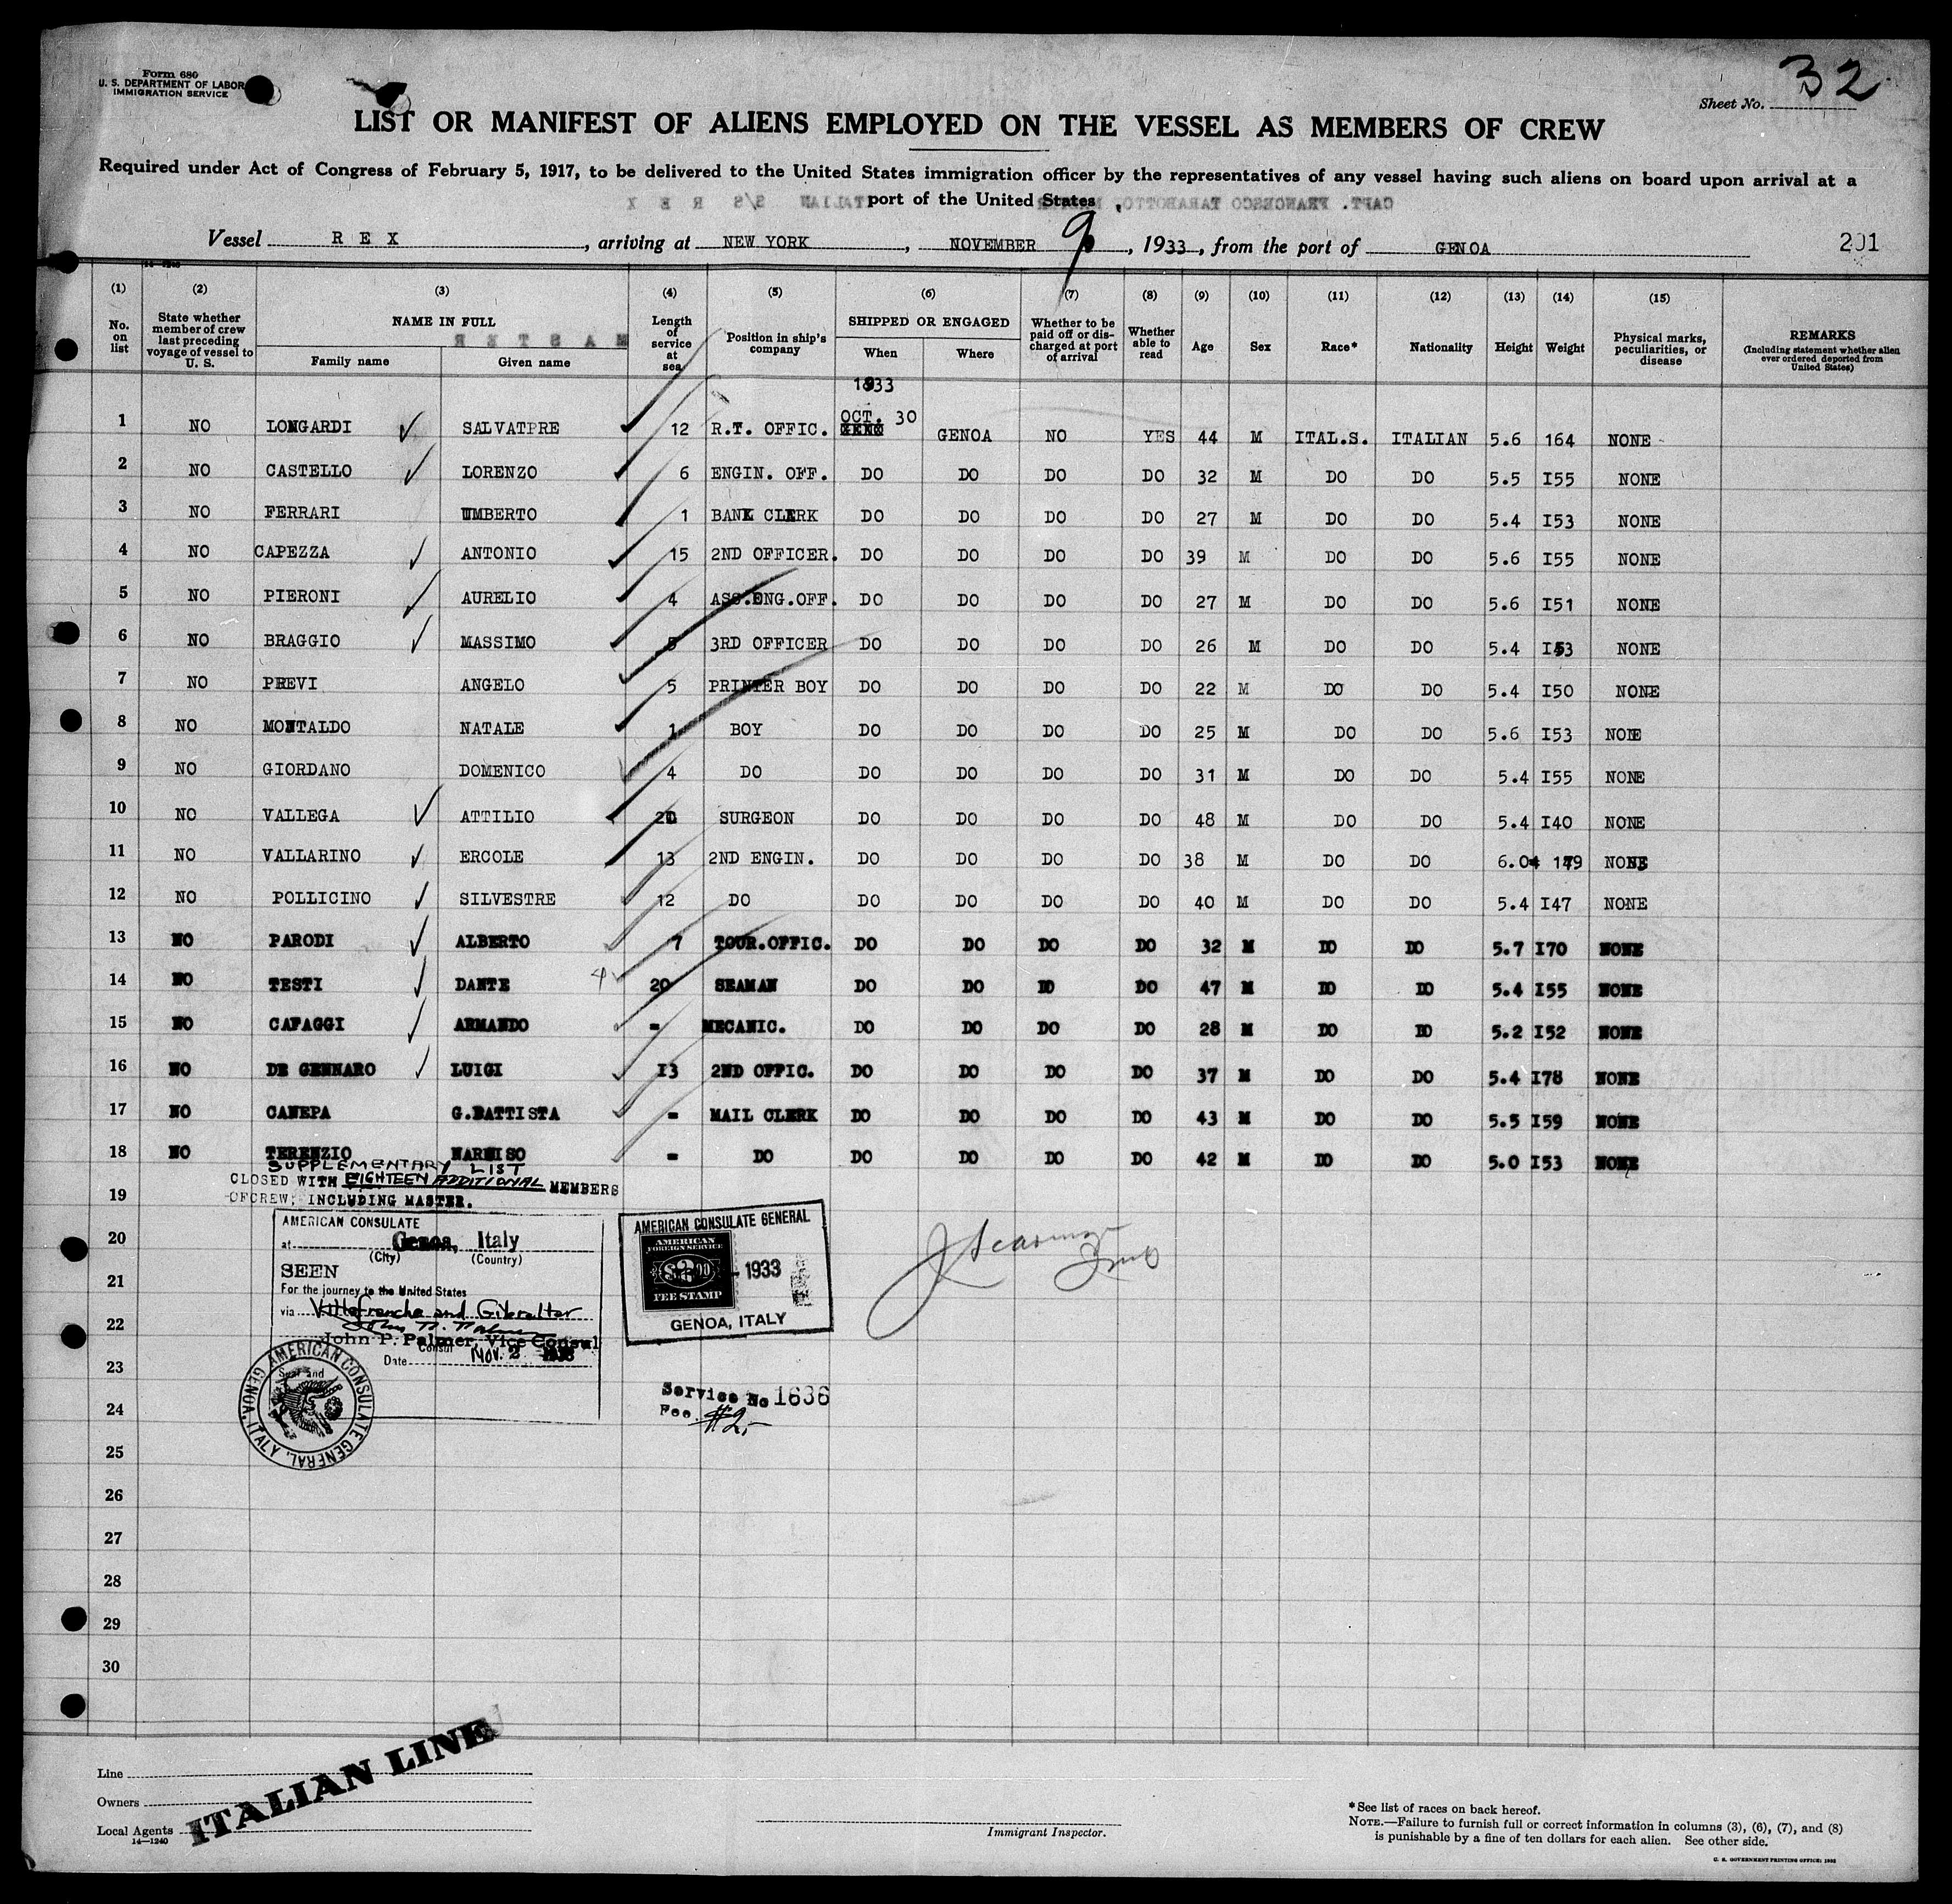 Form 680
U. S. DEPARTMENT OF LABOR
IMMIGRATION SERVICE
Sheet No. 32
LIST OR MANIFEST OF ALIENS EMPLOYED ON THE VESSEL AS MEMBERS OF CREW
Required under Act of Congress of February 5, 1917, to be delivered to the United States immigration officer by the representatives of any vessel having such aliens on board upon arrival at a
port of the United States
Vessel R E X, arriving at NEW YORK, NOVEMBER 9, 1933, from the port of GENOA
201
(1) (2) (3) (4) (5) (6) (7) (8) (9) (10) (11) (12) (13) (14) (15)
No. on list State whether member of crew last preceding voyage of vessel to U. S. NAME IN FULL Family name Given name Length of service at sea Position in ship's company SHIPPED OR ENGAGED When Where Whether to be paid off or discharged at port of arrival Whether able to read Age Sex Race* Nationality Height Weight Physical marks, peculiarities, or disease REMARKS (Including statement whether alien ever ordered deported from United States)
1933
1 NO LONGARDI SALVATPRE 12 R.T. OFFIC. OCT. 30 GENOA NO YES 44 M ITAL.S. ITALIAN 5.6 164 NONE
2 NO CASTELLO LORENZO 6 ENGIN. OFF. DO DO DO DO 32 M DO DO 5.5 I55 NONE
3 NO FERRARI UMBERTO 1 BANK CLERK DO DO DO DO 27 M DO DO 5.4 I53 NONE
4 NO CAPEZZA ANTONIO 15 2ND OFFICER. DO DO DO DO 39 M DO DO 5.6 I55 NONE
5 NO PIERONI AURELIO 4 ASS.ENG.OFF. DO DO DO DO 27 M DO DO 5.6 I51 NONE
6 NO BRAGGIO MASSIMO 3RD OFFICER DO DO DO DO 26 M DO DO 5.4 I53 NONE
7 NO PREVI ANGELO 5 PRINTER BOY DO DO DO DO 22 M DO DO 5.4 I50 NONE
8 NO MONTALDO NATALE 1 BOY DO DO DO DO 25 M DO DO 5.6 I53 NONE
9 NO GIORDANO DOMENICO 4 DO DO DO DO DO 31 M DO DO 5.4 I55 NONE
10 NO VALLEGA ATTILIO SURGEON DO DO DO DO 48 M DO DO 5.4 I40 NONE
11 NO VALLARINO ERCOLE 13 2ND ENGIN. DO DO DO DO 38 M DO DO NONE
12 NO POLLICINO SILVESTRE 12 DO DO DO DO DO 40 M DO DO 5.4 I47 NONE
13 NO PARODI ALBERTO 7 TOUR.OFFIC. DO DO DO DO 32 M DO DO 5.7 I70 NONE
14 NO TESTI DANTE 20 SEAMAN DO DO DO DO 47 M DO DO 5.4 I55 NONE
15 NO CAFAGGI ARMANDO - MECANIC. DO DO DO DO 28 M DO DO 5.2 I52 NONE
16 NO DE GENNARO LUIGI I3 2ND OFFIC. DO DO DO DO 37 M DO DO 5.4 I78 NONE
17 NO CANEPA G.BATTISTA - MAIL CLERK DO DO DO DO 43 M DO DO 5.5 I59 NONE
18 NO TERENZIO - DO DO DO DO DO 42 M DO DO 5.0 I53 NONE
SUPPLEMENTARY LIST
CLOSED WITH EIGHTEEN ADDITIONAL MEMBERS
19 OF CREW, INCLUDING MASTER.
AMERICAN CONSULATE
at Genoa, Italy
(City) (Country)
SEEN
For the journey to the United States
via Villefranche and Gibraltar
John P. Palmer
John P. Palmer, Vice Consul
Consul
Date NOV. 2 1933
AMERICAN CONSULATE GENERAL
GENOA, ITALY
Seal and
AMERICAN CONSULATE GENERAL
AMERICAN
FOREIGN SERVICE
$2.00
FEE STAMP
1933
GENOA, ITALY
Service No 1636
Fee #2,-
20
21
22
23
24
25
26
27
28
29
30
Line
Owners
Local Agents
14—1240
ITALIAN LINE
Immigrant Inspector.
*See list of races on back hereof.
NOTE.—Failure to furnish full or correct information in columns (3), (6), (7), and (8)
is punishable by a fine of ten dollars for each alien. See other side.